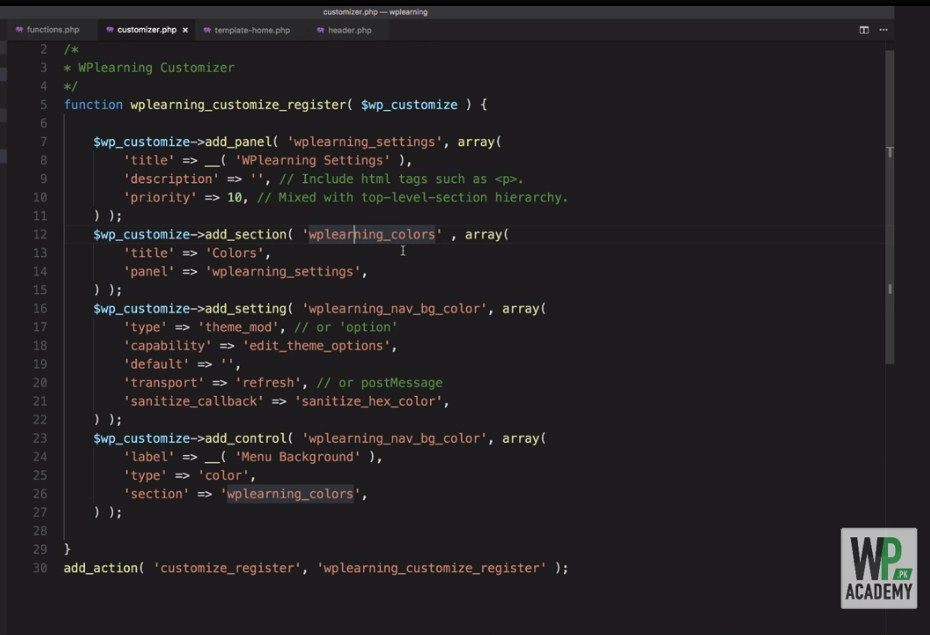 customizer.php — wplearning
functions.php customizer.php × template-home.php header.php ···
2 /*
3 * WPlearning Customizer
4 */
5 function wplearning_customize_register( $wp_customize ) {
6
7 $wp_customize->add_panel( 'wplearning_settings', array(
8 'title' => __( 'WPlearning Settings' ),
9 'description' => '', // Include html tags such as <p>.
10 'priority' => 10, // Mixed with top-level-section hierarchy.
11 ) );
12 $wp_customize->add_section( 'wplearning_colors' , array(
13 'title' => 'Colors',
14 'panel' => 'wplearning_settings',
15 ) );
16 $wp_customize->add_setting( 'wplearning_nav_bg_color', array(
17 'type' => 'theme_mod', // or 'option'
18 'capability' => 'edit_theme_options',
19 'default' => '',
20 'transport' => 'refresh', // or postMessage
21 'sanitize_callback' => 'sanitize_hex_color',
22 ) );
23 $wp_customize->add_control( 'wplearning_nav_bg_color', array(
24 'label' => __( 'Menu Background' ),
25 'type' => 'color',
26 'section' => 'wplearning_colors',
27 ) );
28
29 }
30 add_action( 'customize_register', 'wplearning_customize_register' );
WP.PK
ACADEMY